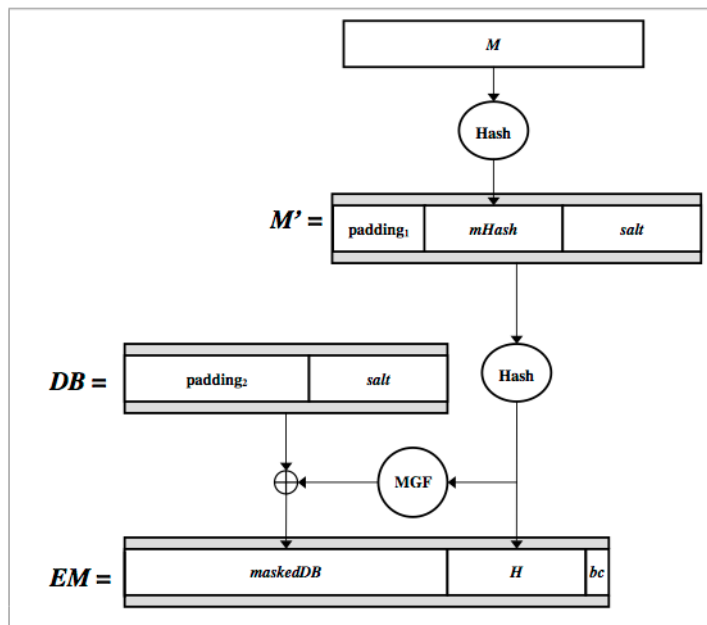 M
Hash
M’ = padding₁ mHash salt
DB = padding₂ salt Hash
MGF
EM = maskedDB H bc